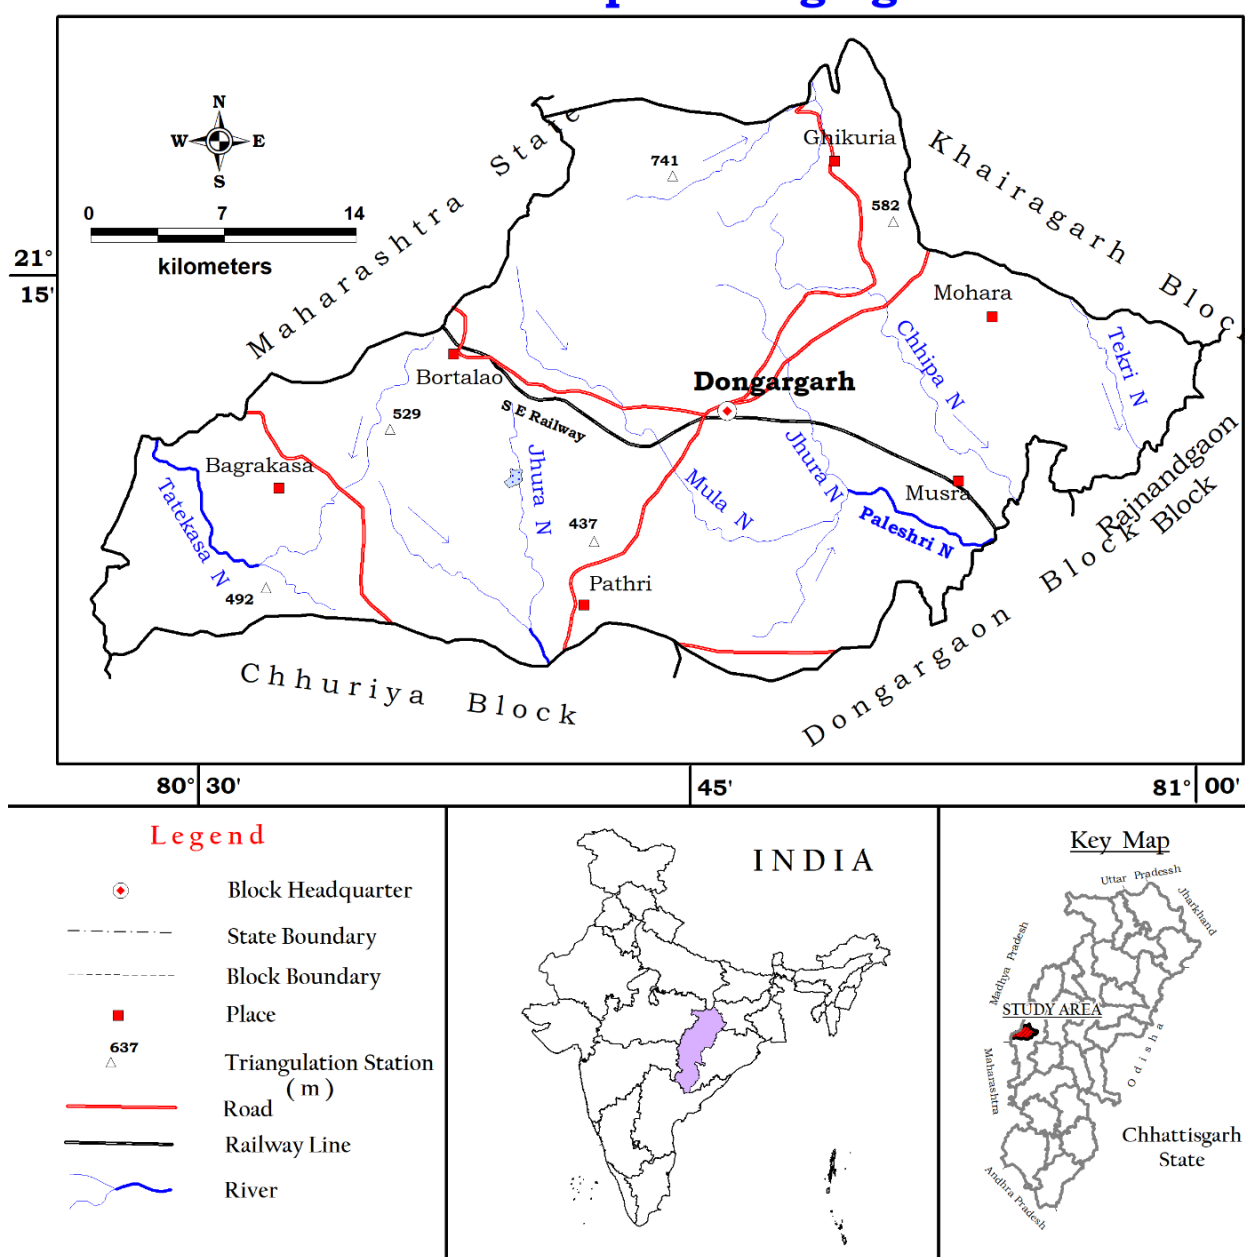 N
W E
S
0 7 14
kilometers
21°
15'
Maharashtra State
Khairagarh Block
741
Ghikuria
582
Mohara
Chhipa N
Tekri N
Bortalao
Dongargarh
S E Railway
529
Bagrakasa
Jhura N
Jhura N
Mula N
Musra
Paleshri N
Rajnandgaon
Block
Tatekasa N
437
492
Pathri
Chhuriya Block
Dongargaon Block
80° 30' 45' 81° 00'
Legend
Block Headquarter
State Boundary
Block Boundary
Place
637
Triangulation Station
( m )
Road
Railway Line
River
INDIA
Key Map
Uttar Pradessh
Jharkhand
Madhya Pradesh
STUDY AREA
Maharashtra
Odisha
Chhattisgarh
State
Andhra Pradesh